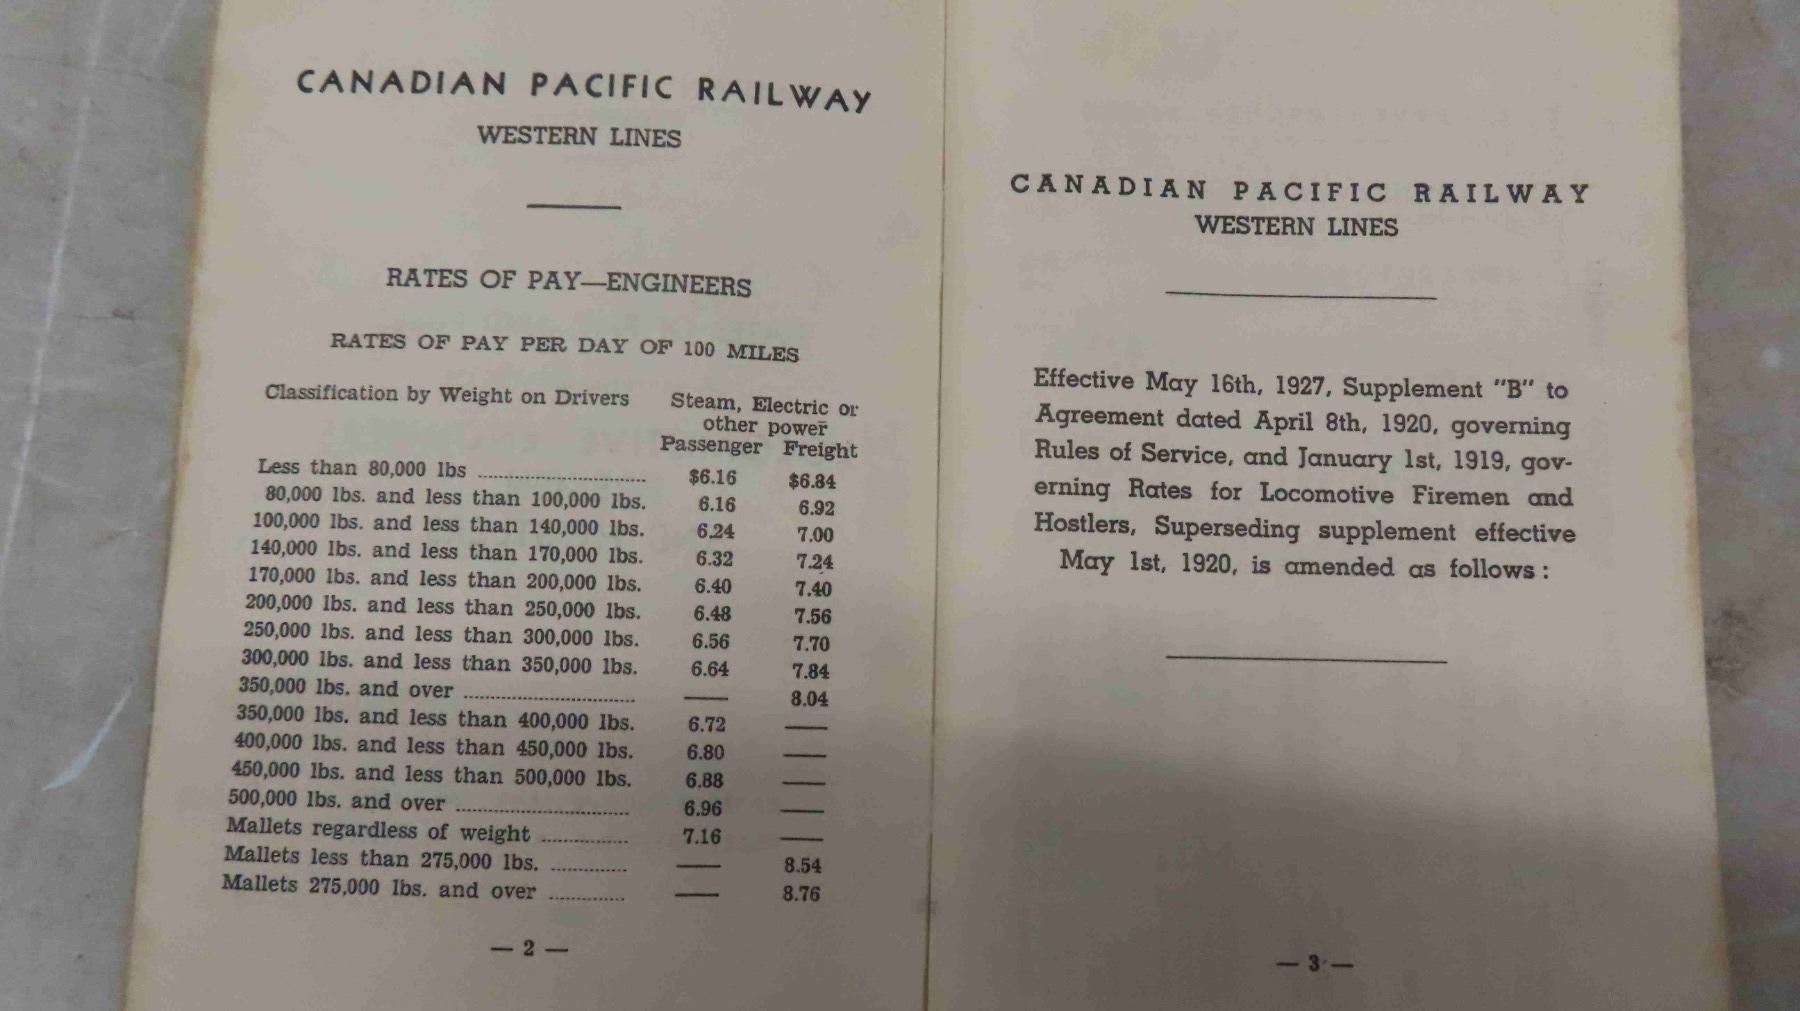 CANADIAN PACIFIC RAILWAY
WESTERN LINES
RATES OF PAY—ENGINEERS
RATES OF PAY PER DAY OF 100 MILES
Classification by Weight on Drivers Steam, Electric or
other power
Passenger Freight
Less than 80,000 lbs ................................ $6.16 $6.84
80,000 lbs. and less than 100,000 lbs. 6.16 6.92
100,000 lbs. and less than 140,000 lbs. 6.24 7.00
140,000 lbs. and less than 170,000 lbs. 6.32 7.24
170,000 lbs. and less than 200,000 lbs. 6.40 7.40
200,000 lbs. and less than 250,000 lbs. 6.48 7.56
250,000 lbs. and less than 300,000 lbs. 6.56 7.70
300,000 lbs. and less than 350,000 lbs. 6.64 7.84
350,000 lbs. and over ................................ — 8.04
350,000 lbs. and less than 400,000 lbs. 6.72 —
400,000 lbs. and less than 450,000 lbs. 6.80 —
450,000 lbs. and less than 500,000 lbs. 6.88 —
500,000 lbs. and over ................................ 6.96 —
Mallets regardless of weight ................ 7.16 —
Mallets less than 275,000 lbs. .............. — 8.54
Mallets 275,000 lbs. and over .............. — 8.76
— 2 —
CANADIAN PACIFIC RAILWAY
WESTERN LINES
Effective May 16th, 1927, Supplement "B" to
Agreement dated April 8th, 1920, governing
Rules of Service, and January 1st, 1919, gov-
erning Rates for Locomotive Firemen and
Hostlers, Superseding supplement effective
May 1st, 1920, is amended as follows:
— 3 —